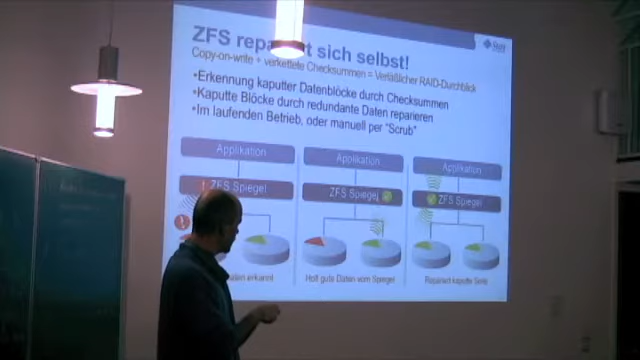 ZFS repariert sich selbst!
Sun
Copy-on-write + verkettete Checksummen = Verläßlicher RAID-Durchblick
•Erkennung kaputter Datenblöcke durch Checksummen
•Kaputte Blöcke durch redundante Daten reparieren
•Im laufenden Betrieb, oder manuell per "Scrub"
Applikation Applikation Applikation
! ZFS Spiegel ZFS Spiegel ZFS Spiegel
erkannt Holt gute Daten vom Spiegel Repariert kaputte Seite